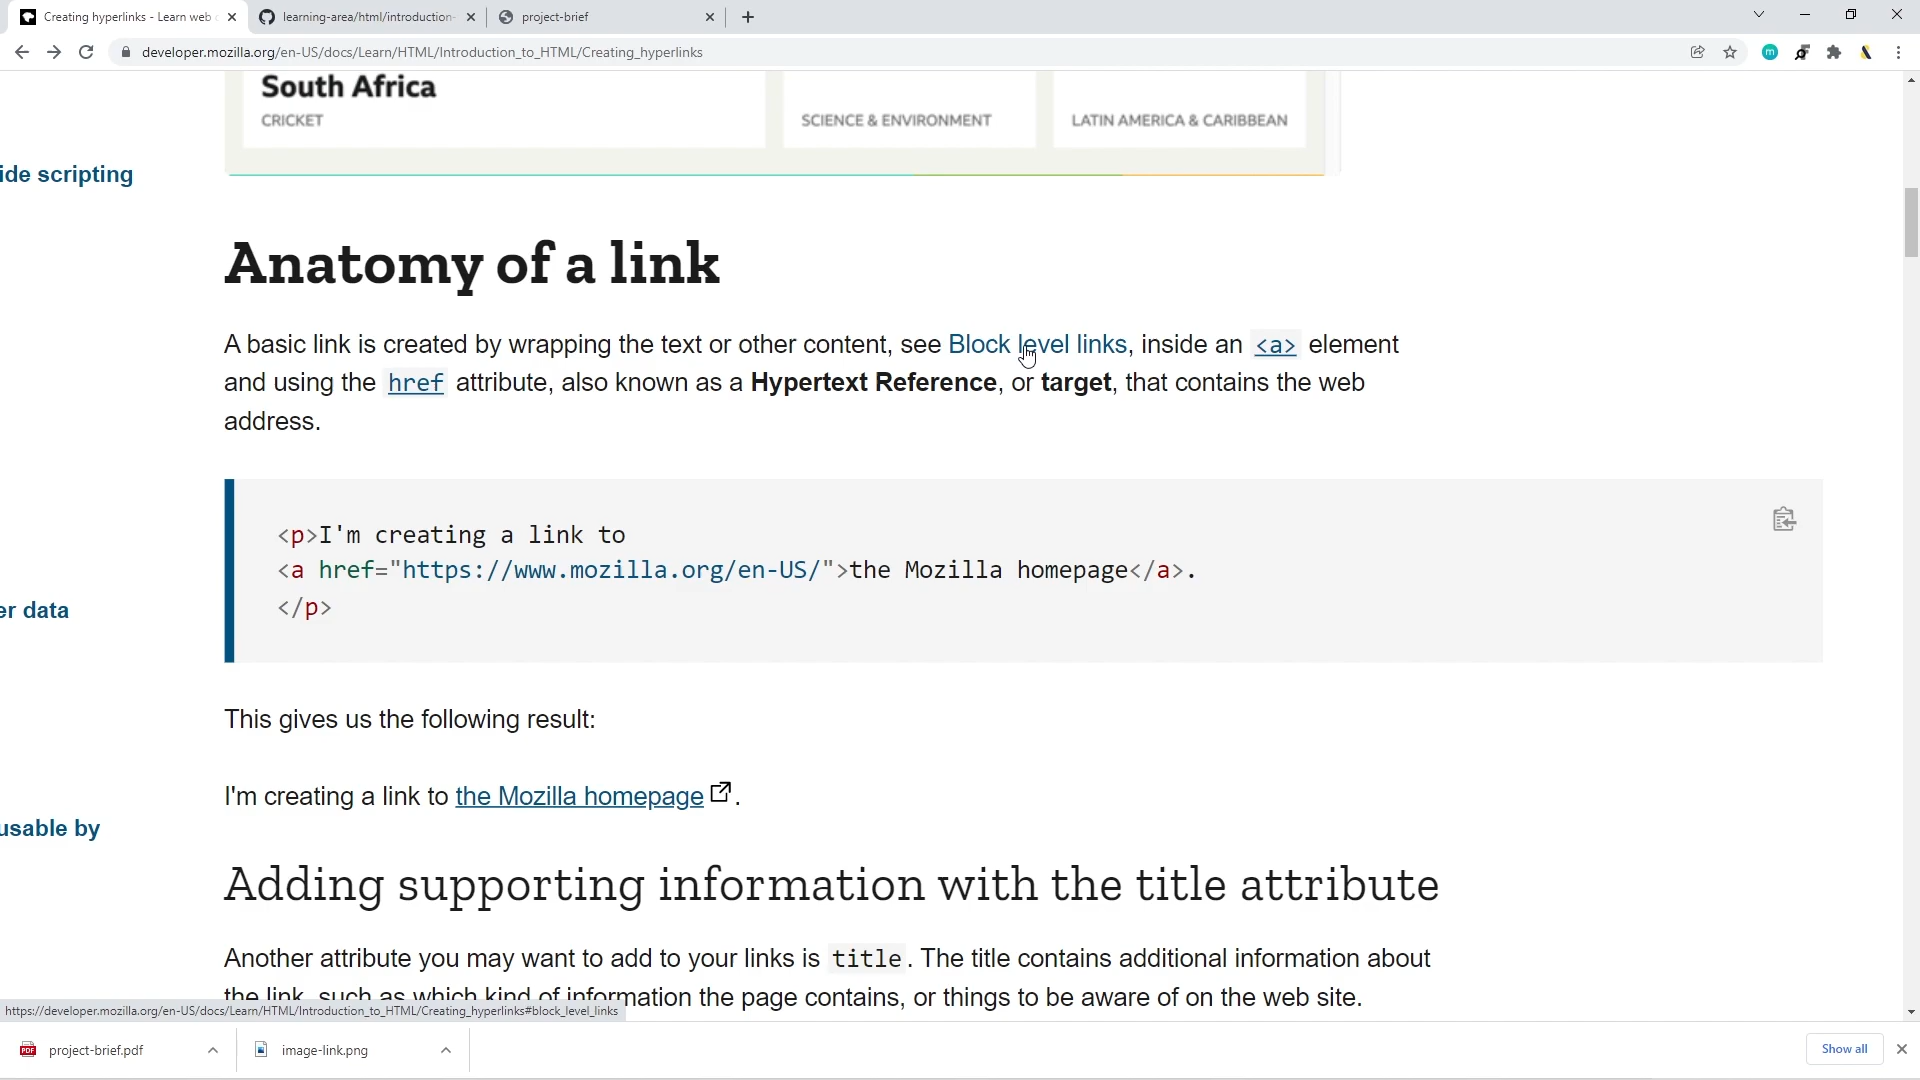 Creating hyperlinks - Learn web
learning-area/html/introduction-
project-brief
developer.mozilla.org/en-US/docs/Learn/HTML/Introduction_to_HTML/Creating_hyperlinks
South Africa
CRICKET
SCIENCE & ENVIRONMENT
LATIN AMERICA & CARIBBEAN
ide scripting
Anatomy of a link
A basic link is created by wrapping the text or other content, see Block level links, inside an <a> element
and using the href attribute, also known as a Hypertext Reference, or target, that contains the web
address.
<p>I'm creating a link to
<a href="https://www.mozilla.org/en-US/">the Mozilla homepage</a>.
</p>
er data
This gives us the following result:
I'm creating a link to the Mozilla homepage.
usable by
Adding supporting information with the title attribute
Another attribute you may want to add to your links is title. The title contains additional information about
the link, such as which kind of information the page contains, or things to be aware of on the web site.
https://developer.mozilla.org/en-US/docs/Learn/HTML/Introduction_to_HTML/Creating_hyperlinks#block_level_links
project-brief.pdf
image-link.png
Show all